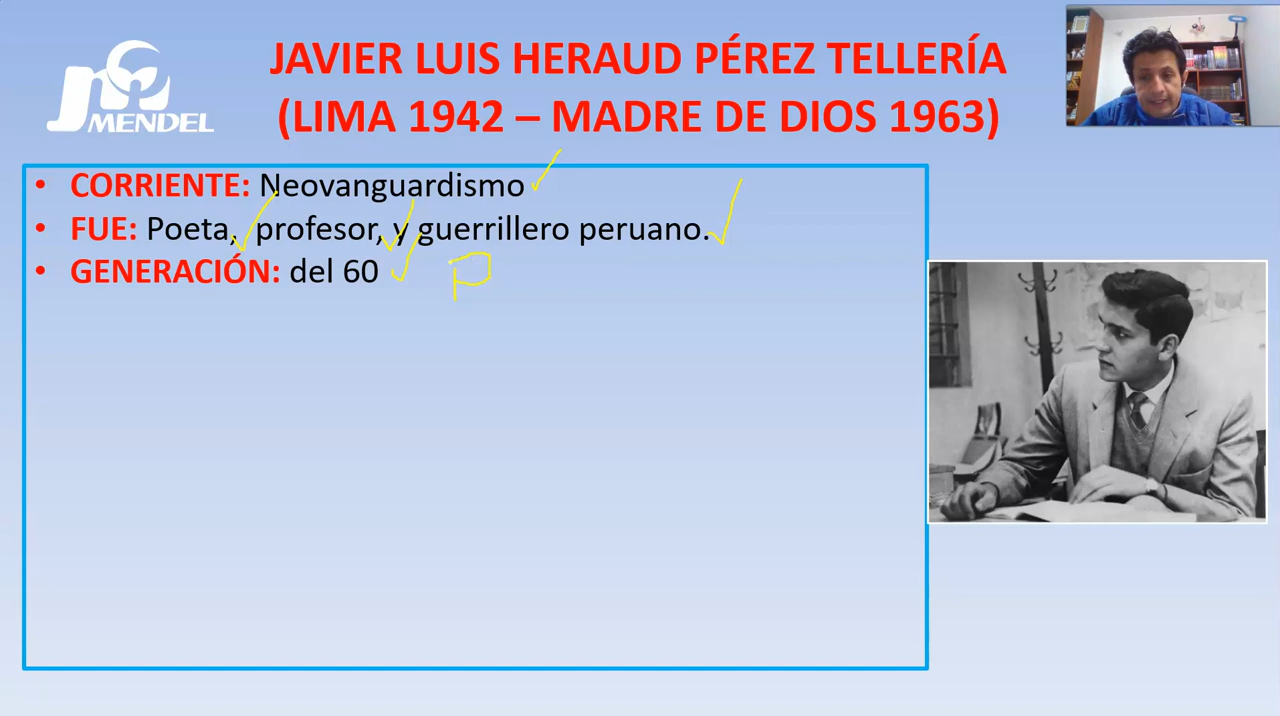 JAVIER LUIS HERAUD PÉREZ TELLERÍA
(LIMA 1942 – MADRE DE DIOS 1963)
MENDEL
• CORRIENTE: Neovanguardismo
• FUE: Poeta, profesor, y guerrillero peruano.
• GENERACIÓN: del 60
P